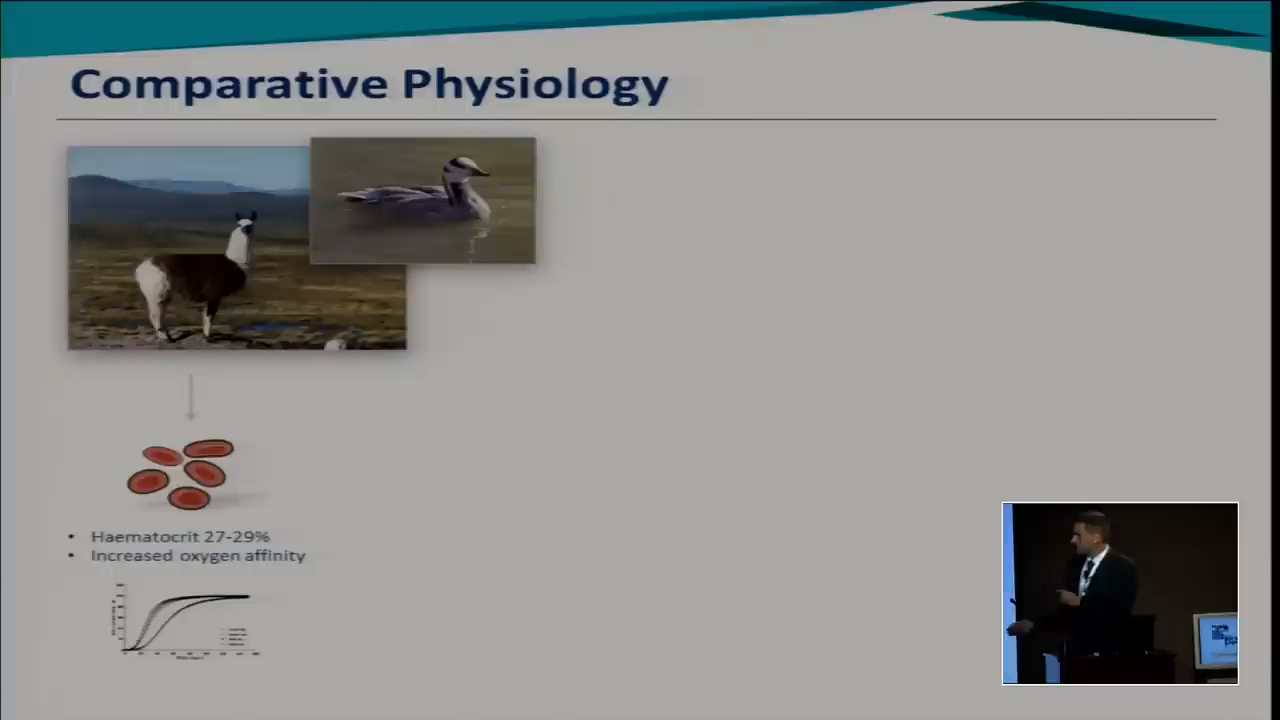 Comparative Physiology
• Haematocrit 27-29%
• Increased oxygen affinity